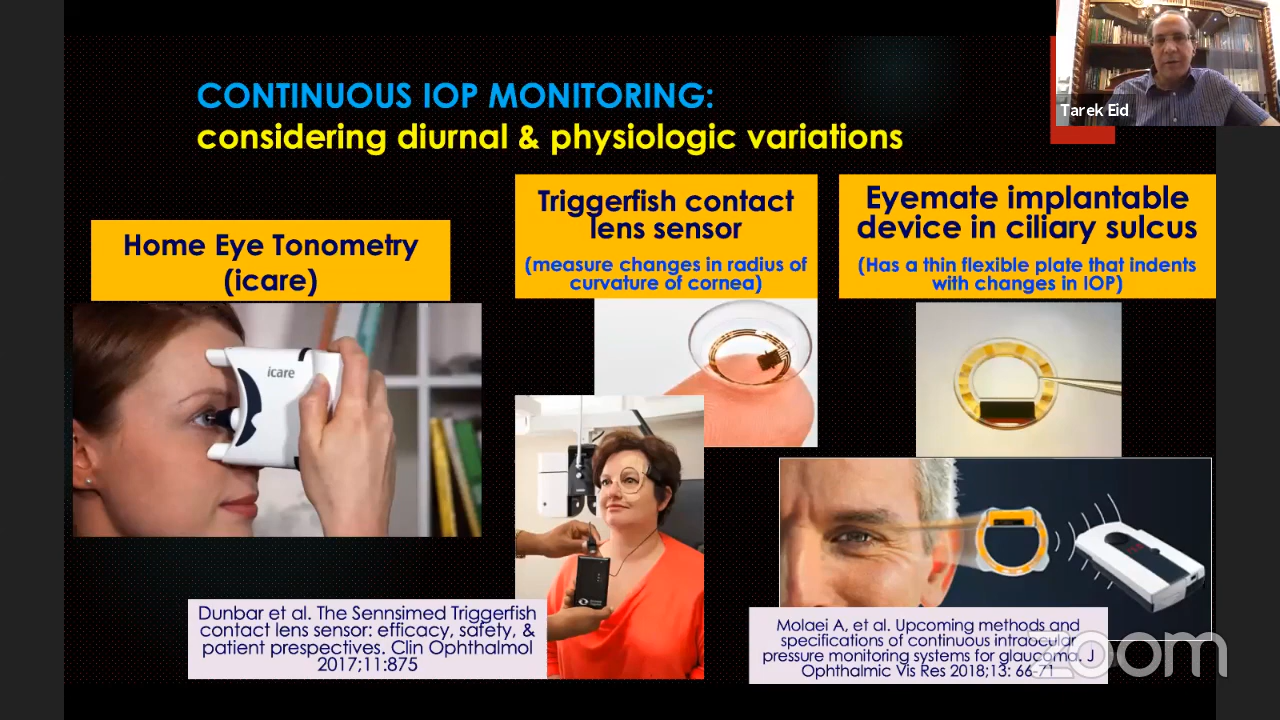 CONTINUOUS IOP MONITORING:
considering diurnal & physiologic variations
Tarek Eid
Home Eye Tonometry
(icare)
Triggerfish contact
lens sensor
(measure changes in radius of
curvature of cornea)
Eyemate implantable
device in ciliary sulcus
(Has a thin flexible plate that indents
with changes in IOP)
icare
Dunbar et al. The Sennsimed Triggerfish
contact lens sensor: efficacy, safety, &
patient prespectives. Clin Ophthalmol
2017;11:875
Molaei A, et al. Upcoming methods and
specifications of continuous intraocular
pressure monitoring systems for glaucoma. J
Ophthalmic Vis Res 2018;13: 66-71
zoom